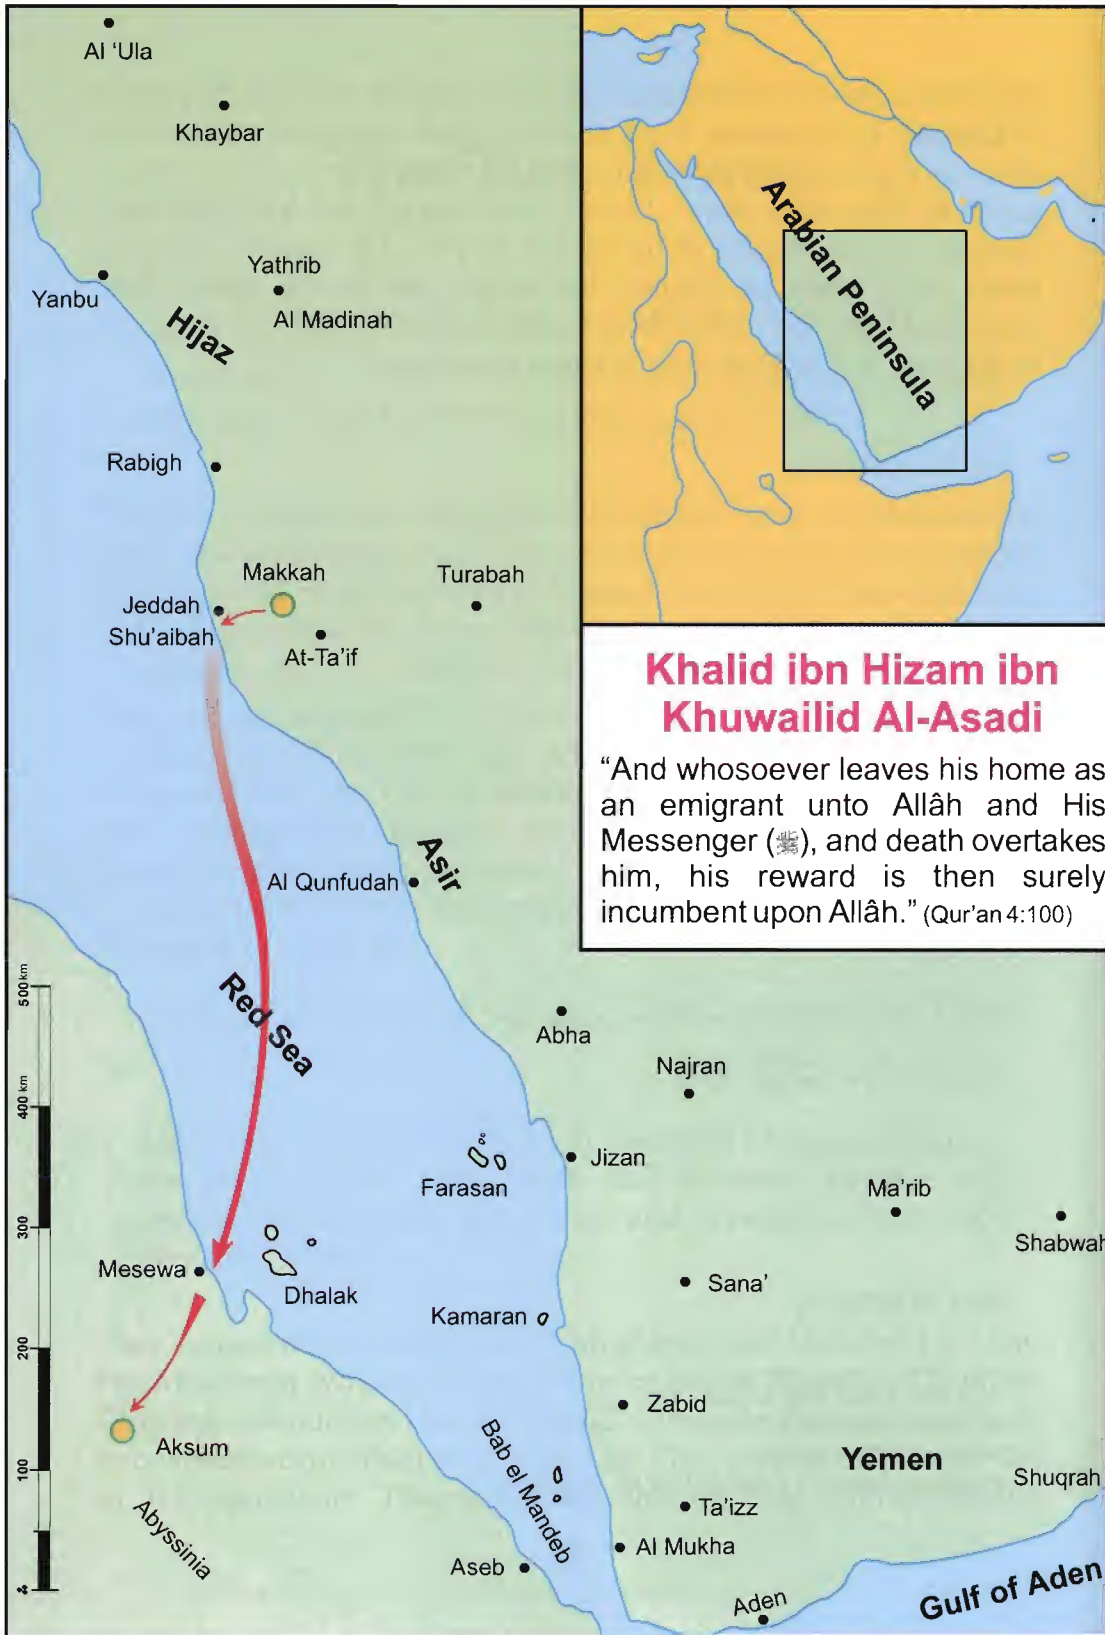 Al ‘Ula
Khaybar
Yathrib
Al Madinah
Yanbu
Hijaz
Rabigh
Makkah
Turabah
Jeddah
Shu’aibah
At-Ta’if
Arabian Peninsula
Khalid ibn Hizam ibn
Khuwailid Al-Asadi
“And whosoever leaves his home as
an emigrant unto Allâh and His
Messenger (ﷺ), and death overtakes
him, his reward is then surely
incumbent upon Allâh.” (Qur’an 4:100)
Asir
Al Qunfudah
Red Sea
Abha
Najran
Jizan
Farasan
Ma’rib
Shabwah
Mesewa
Dhalak
Sana’
Kamaran
Zabid
Aksum
Abyssinia
Bab el Mandeb
Yemen
Shuqrah
Ta’izz
Al Mukha
Aseb
Aden
Gulf of Aden
500 km
400 km
300
200
100